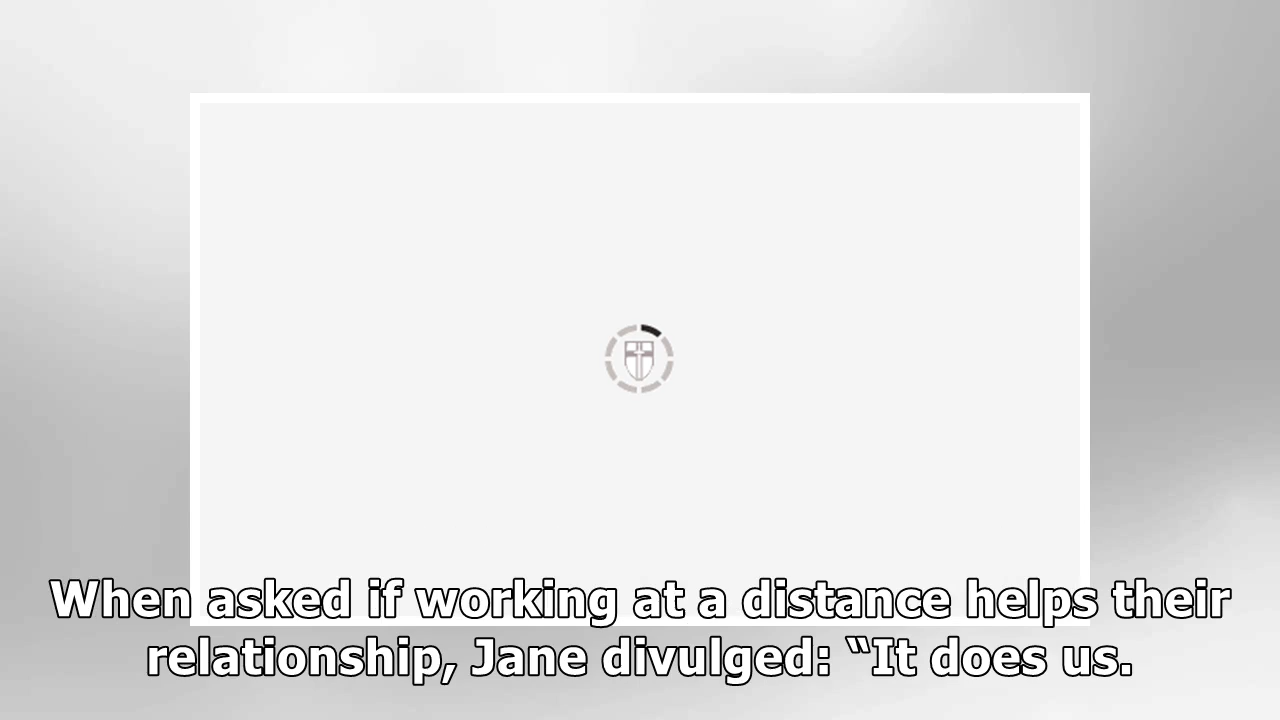 When asked if working at a distance helps their
relationship, Jane divulged: “It does us.